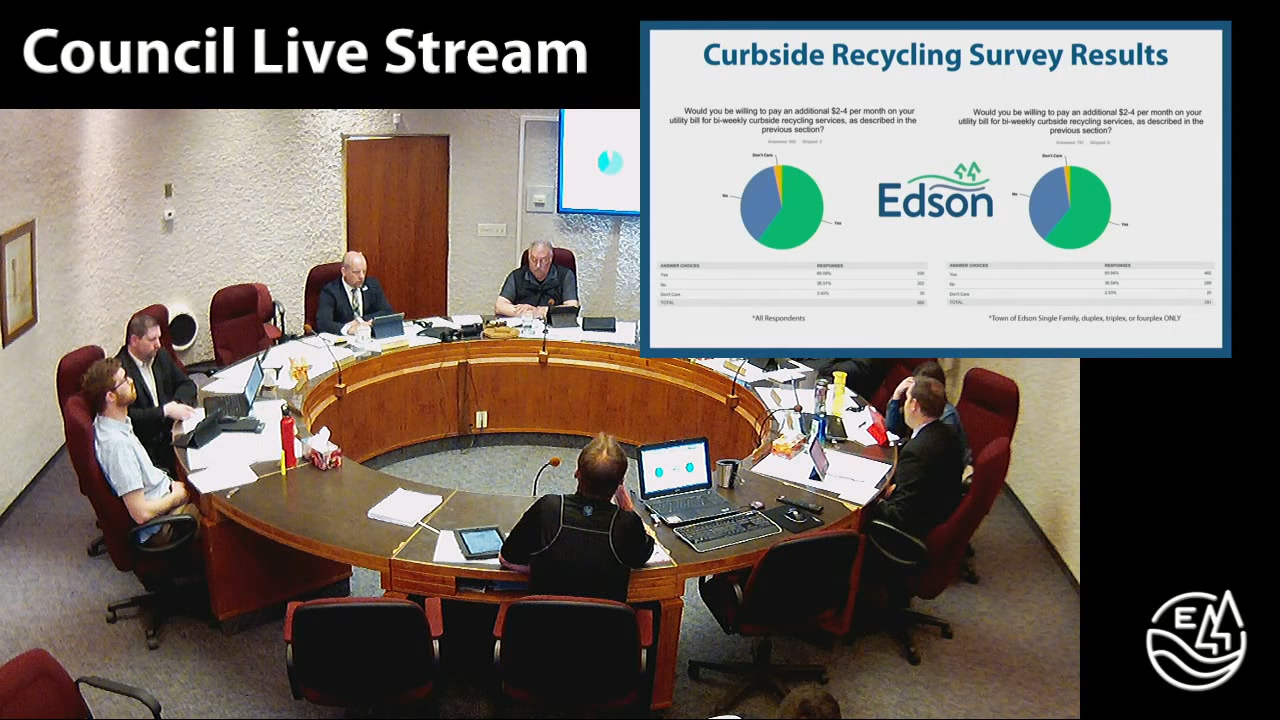 Council Live Stream
Curbside Recycling Survey Results
Would you be willing to pay an additional $2-4 per month on your
utility bill for bi-weekly curbside recycling services, as described in the
previous section?
Don't Care
No
Yes
ANSWER CHOICES RESPONSES
Yes
No
Don't Care
TOTAL
*All Respondents
Edson
Would you be willing to pay an additional $2-4 per month on your
utility bill for bi-weekly curbside recycling services, as described in the
previous section?
Don't Care
No
Yes
ANSWER CHOICES RESPONSES
Yes
No
Don't Care
TOTAL
*Town of Edson Single Family, duplex, triplex, or fourplex ONLY